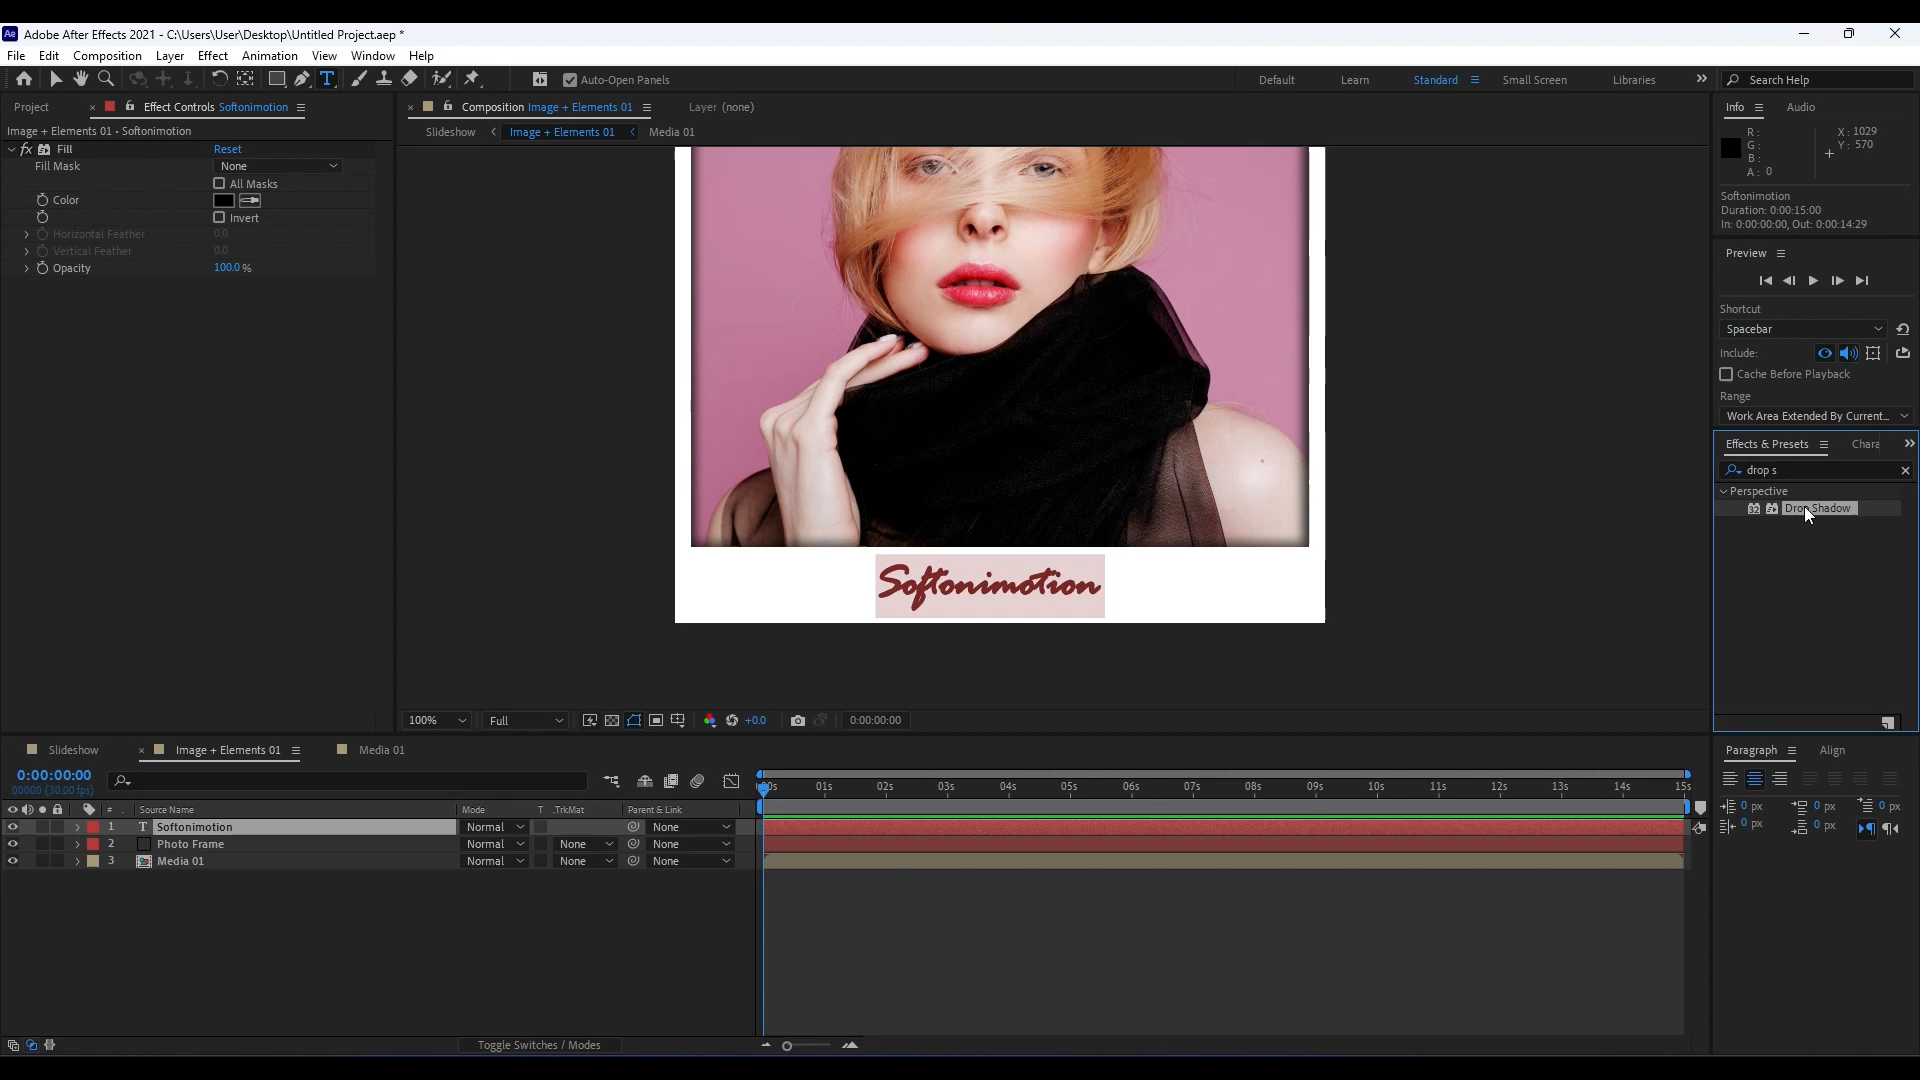 Adobe After Effects 2021 - C:\Users\User\Desktop\Untitled Project.aep *
File Edit Composition Layer Effect Animation View Window Help
Auto-Open Panels
Default Learn Standard Small Screen Libraries
Search Help
Project
Effect Controls Softonimotion
Image + Elements 01 • Softonimotion
fx Fill Reset
Fill Mask None
All Masks
Color
Invert
Horizontal Feather 0.0
Vertical Feather 0.0
Opacity 100.0 %
Composition Image + Elements 01
Layer (none)
Slideshow Image + Elements 01 Media 01
Softonimotion
100% Full +0.0 0:00:00:00
Info Audio
R : X : 1029
G : Y : 570
B :
A : 0
Softonimotion
Duration: 0:00:15:00
In: 0:00:00:00, Out: 0:00:14:29
Preview
Shortcut
Spacebar
Include:
Cache Before Playback
Range
Work Area Extended By Current...
Effects & Presets Chara
drop s
Perspective
32 Drop Shadow
Slideshow Image + Elements 01 Media 01
0:00:00:00
00000 (30.00 fps)
# . Source Name Mode T .TrkMat Parent & Link
1 T Softonimotion Normal None
2 Photo Frame Normal None None
3 Media 01 Normal None None
01s 02s 03s 04s 05s 06s 07s 08s 09s 10s 11s 12s 13s 14s 15s
Toggle Switches / Modes
Paragraph Align
0 px 0 px 0 px
0 px 0 px